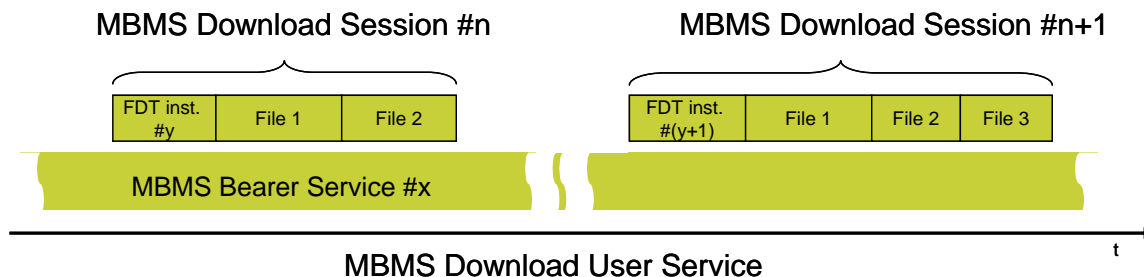 MBMS Download Session #n
MBMS Download Session #n+1
FDT inst.
#y
File 1
File 2
FDT inst.
#(y+1)
File 1
File 2
File 3
MBMS Bearer Service #x
t
MBMS Download User Service